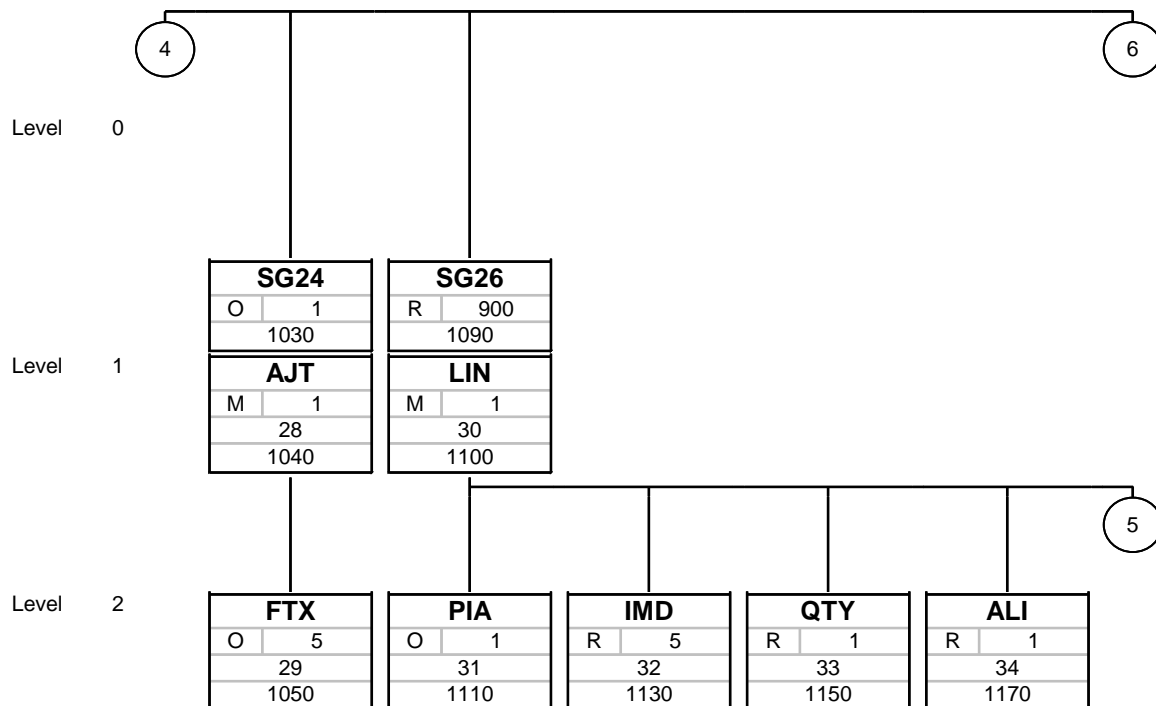 4 6
Level 0
SG24 SG26
O 1 R 900
1030 1090
Level 1
AJT LIN
M 1 M 1
28 30
1040 1100
5
Level 2
FTX PIA IMD QTY ALI
O 5 O 1 R 5 R 1 R 1
29 31 32 33 34
1050 1110 1130 1150 1170